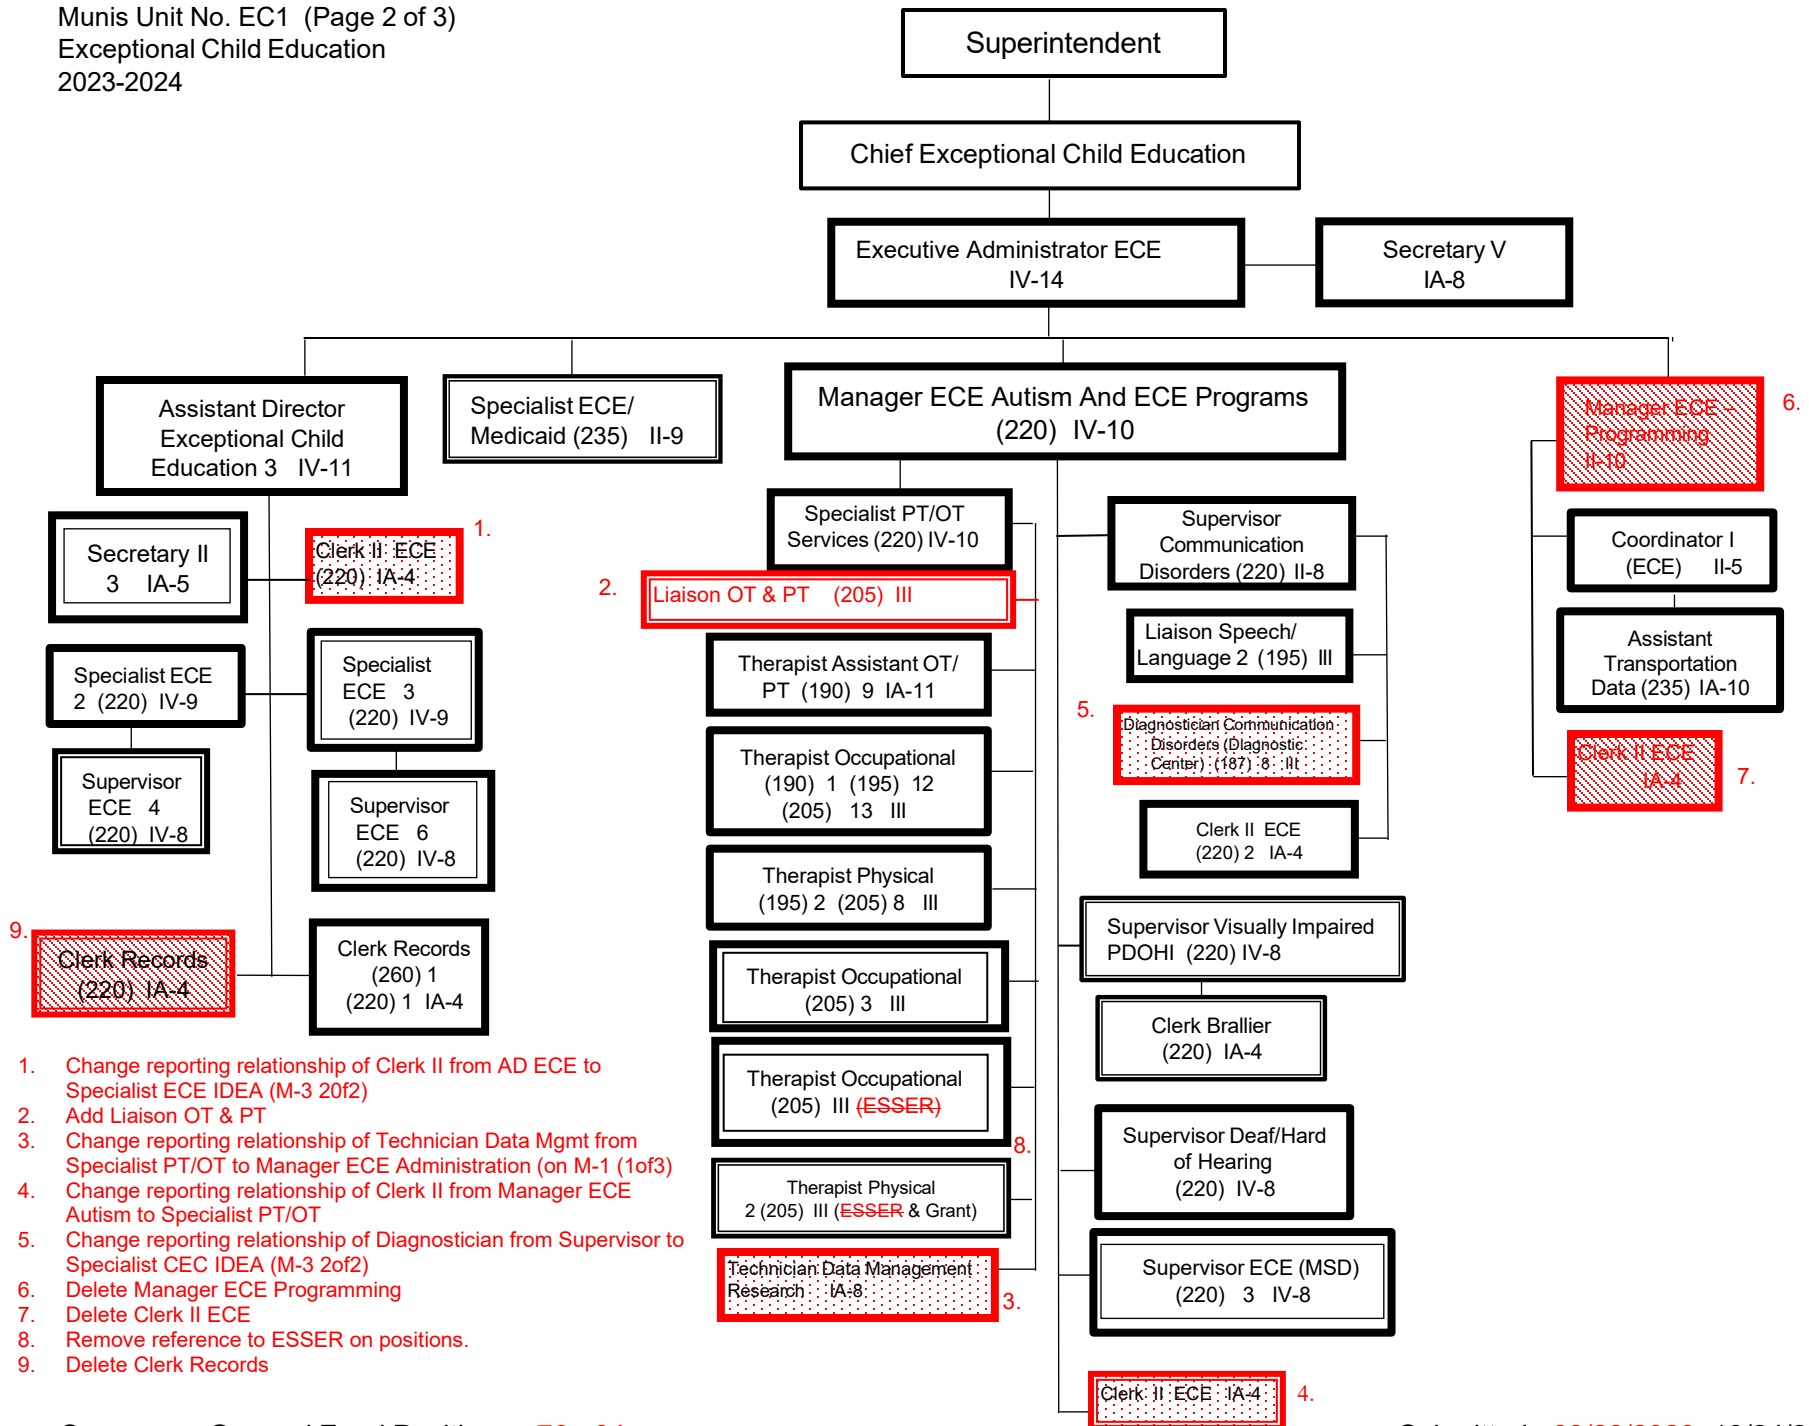 Munis Unit No. EC1 (Page 2 of 3)
Exceptional Child Education
2023-2024
Superintendent
Chief Exceptional Child Education
Executive Administrator ECE
IV-14
Secretary V
IA-8
Assistant Director
Exceptional Child
Education 3 IV-11
Specialist ECE/
Medicaid (235) II-9
Manager ECE Autism And ECE Programs
(220) IV-10
Manager ECE –
Programming
II-10
6.
Secretary II
3 IA-5
Clerk II ECE
(220) IA-4
1.
Specialist ECE
2 (220) IV-9
Specialist
ECE 3
(220) IV-9
Supervisor
ECE 4
(220) IV-8
Supervisor
ECE 6
(220) IV-8
9.
Clerk Records
(220) IA-4
Clerk Records
(260) 1
(220) 1 IA-4
Specialist PT/OT
Services (220) IV-10
2.
Liaison OT & PT (205) III
Therapist Assistant OT/
PT (190) 9 IA-11
Therapist Occupational
(190) 1 (195) 12
(205) 13 III
Therapist Physical
(195) 2 (205) 8 III
Therapist Occupational
(205) 3 III
Therapist Occupational
(205) III (ESSER)
8.
Therapist Physical
2 (205) III (ESSER & Grant)
Technician Data Management
Research IA-8
3.
Supervisor
Communication
Disorders (220) II-8
Liaison Speech/
Language 2 (195) III
5.
Diagnostician Communication
Disorders (Diagnostic
Center) (187) 8 III
Clerk II ECE
(220) 2 IA-4
Supervisor Visually Impaired
PDOHI (220) IV-8
Clerk Brallier
(220) IA-4
Supervisor Deaf/Hard
of Hearing
(220) IV-8
Supervisor ECE (MSD)
(220) 3 IV-8
Clerk II ECE IA-4
4.
Coordinator I
(ECE) II-5
Assistant
Transportation
Data (235) IA-10
Clerk II ECE
IA-4
7.
1. Change reporting relationship of Clerk II from AD ECE to
Specialist ECE IDEA (M-3 20f2)
2. Add Liaison OT & PT
3. Change reporting relationship of Technician Data Mgmt from
Specialist PT/OT to Manager ECE Administration (on M-1 (1of3)
4. Change reporting relationship of Clerk II from Manager ECE
Autism to Specialist PT/OT
5. Change reporting relationship of Diagnostician from Supervisor to
Specialist CEC IDEA (M-3 2of2)
6. Delete Manager ECE Programming
7. Delete Clerk II ECE
8. Remove reference to ESSER on positions.
9. Delete Clerk Records